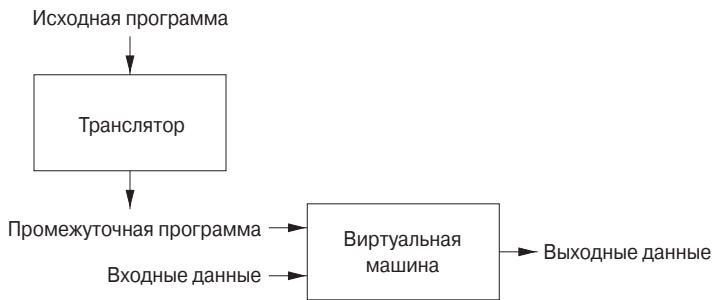 Исходная программа
Транслятор
Промежуточная программа
Входные данные
Виртуальная
машина
Выходные данные